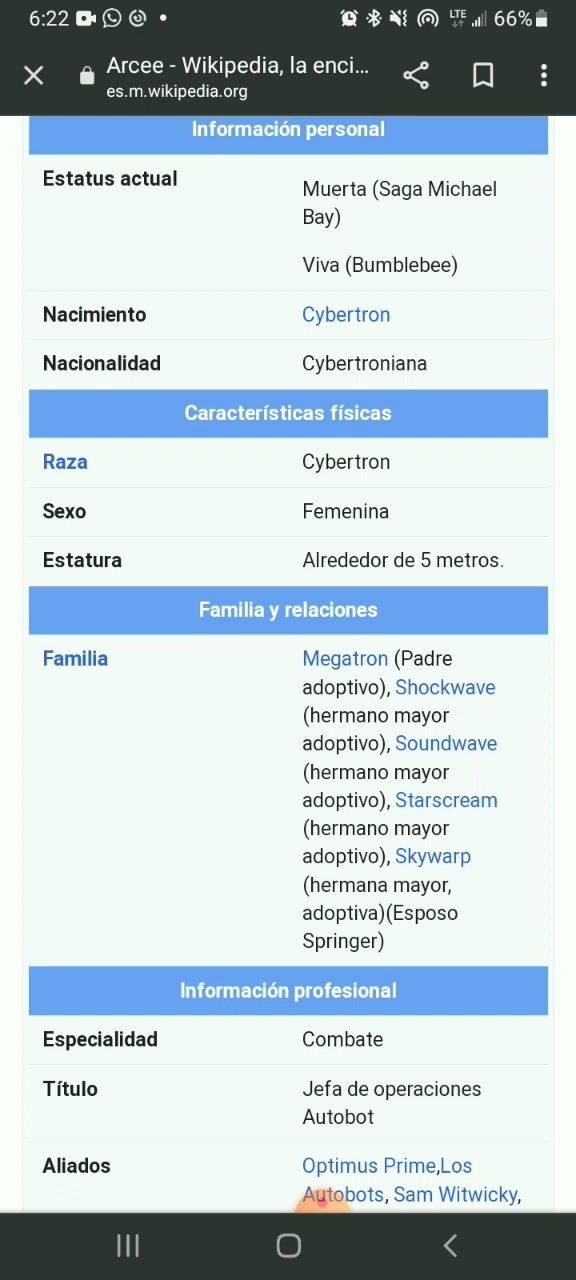 6:22
LTE
66%
Arcee - Wikipedia, la enci...
es.m.wikipedia.org
Información personal
Estatus actual
Muerta (Saga Michael
Bay)
Viva (Bumblebee)
Nacimiento Cybertron
Nacionalidad Cybertroniana
Características físicas
Raza Cybertron
Sexo Femenina
Estatura Alrededor de 5 metros.
Familia y relaciones
Familia Megatron (Padre
adoptivo), Shockwave
(hermano mayor
adoptivo), Soundwave
(hermano mayor
adoptivo), Starscream
(hermano mayor
adoptivo), Skywarp
(hermana mayor,
adoptiva)(Esposo
Springer)
Información profesional
Especialidad Combate
Título Jefa de operaciones
Autobot
Aliados Optimus Prime,Los
Autobots, Sam Witwicky,